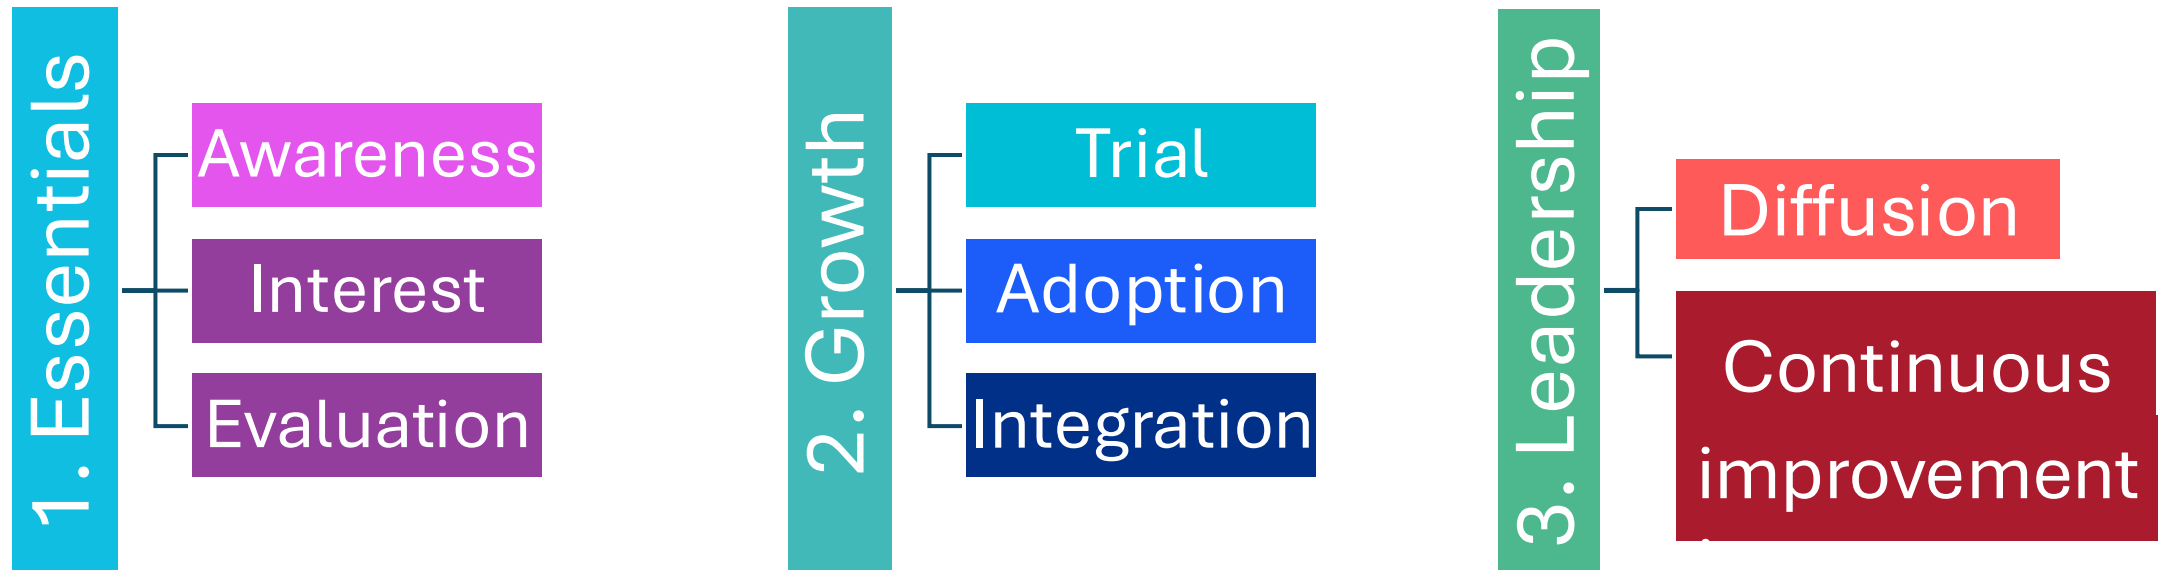 1. Essentials
Awareness
Interest
Evaluation
2. Growth
Trial
Adoption
Integration
3. Leadership
Diffusion
Continuous
improvement